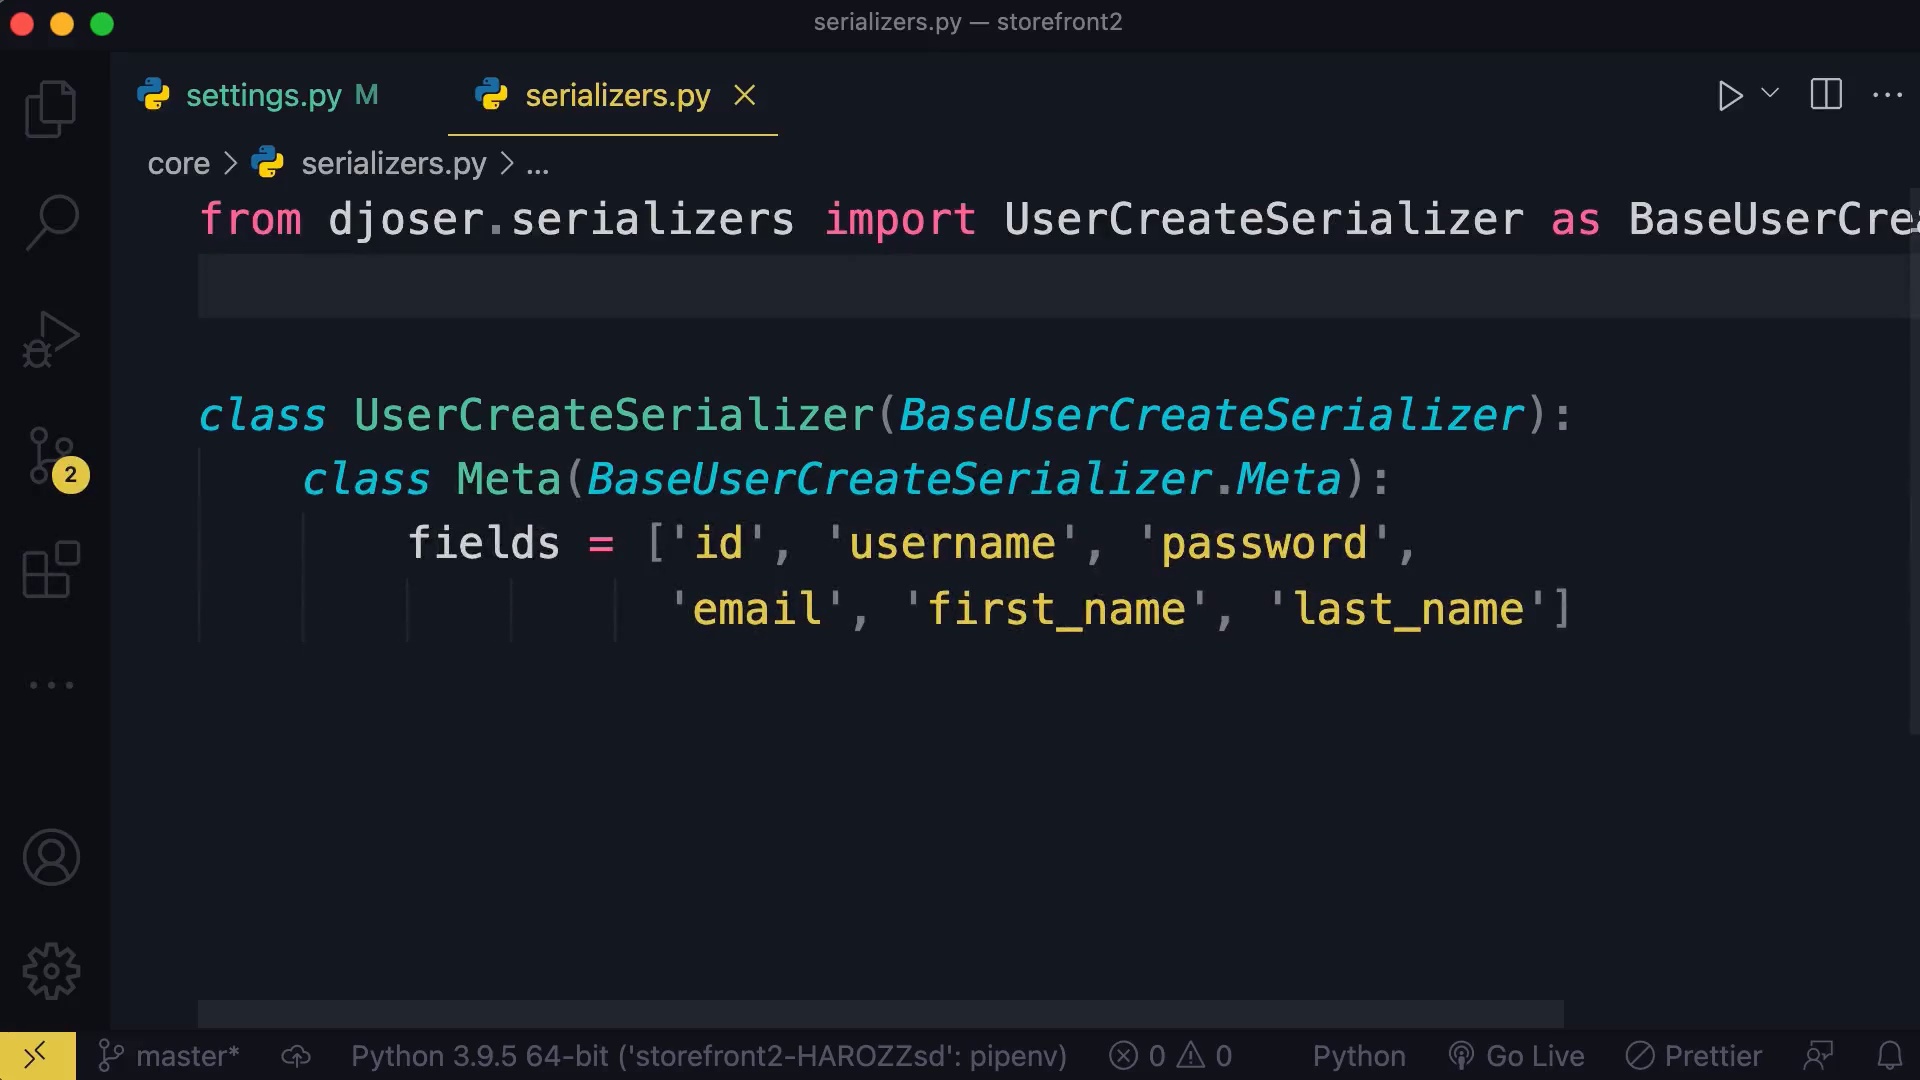 serializers.py — storefront2
settings.py M serializers.py
core > serializers.py > ...
from djoser.serializers import UserCreateSerializer as BaseUserCre
class UserCreateSerializer(BaseUserCreateSerializer):
class Meta(BaseUserCreateSerializer.Meta):
fields = ['id', 'username', 'password',
'email', 'first_name', 'last_name']
2
master* Python 3.9.5 64-bit ('storefront2-HAROZZsd': pipenv) 0 0 Python Go Live Prettier